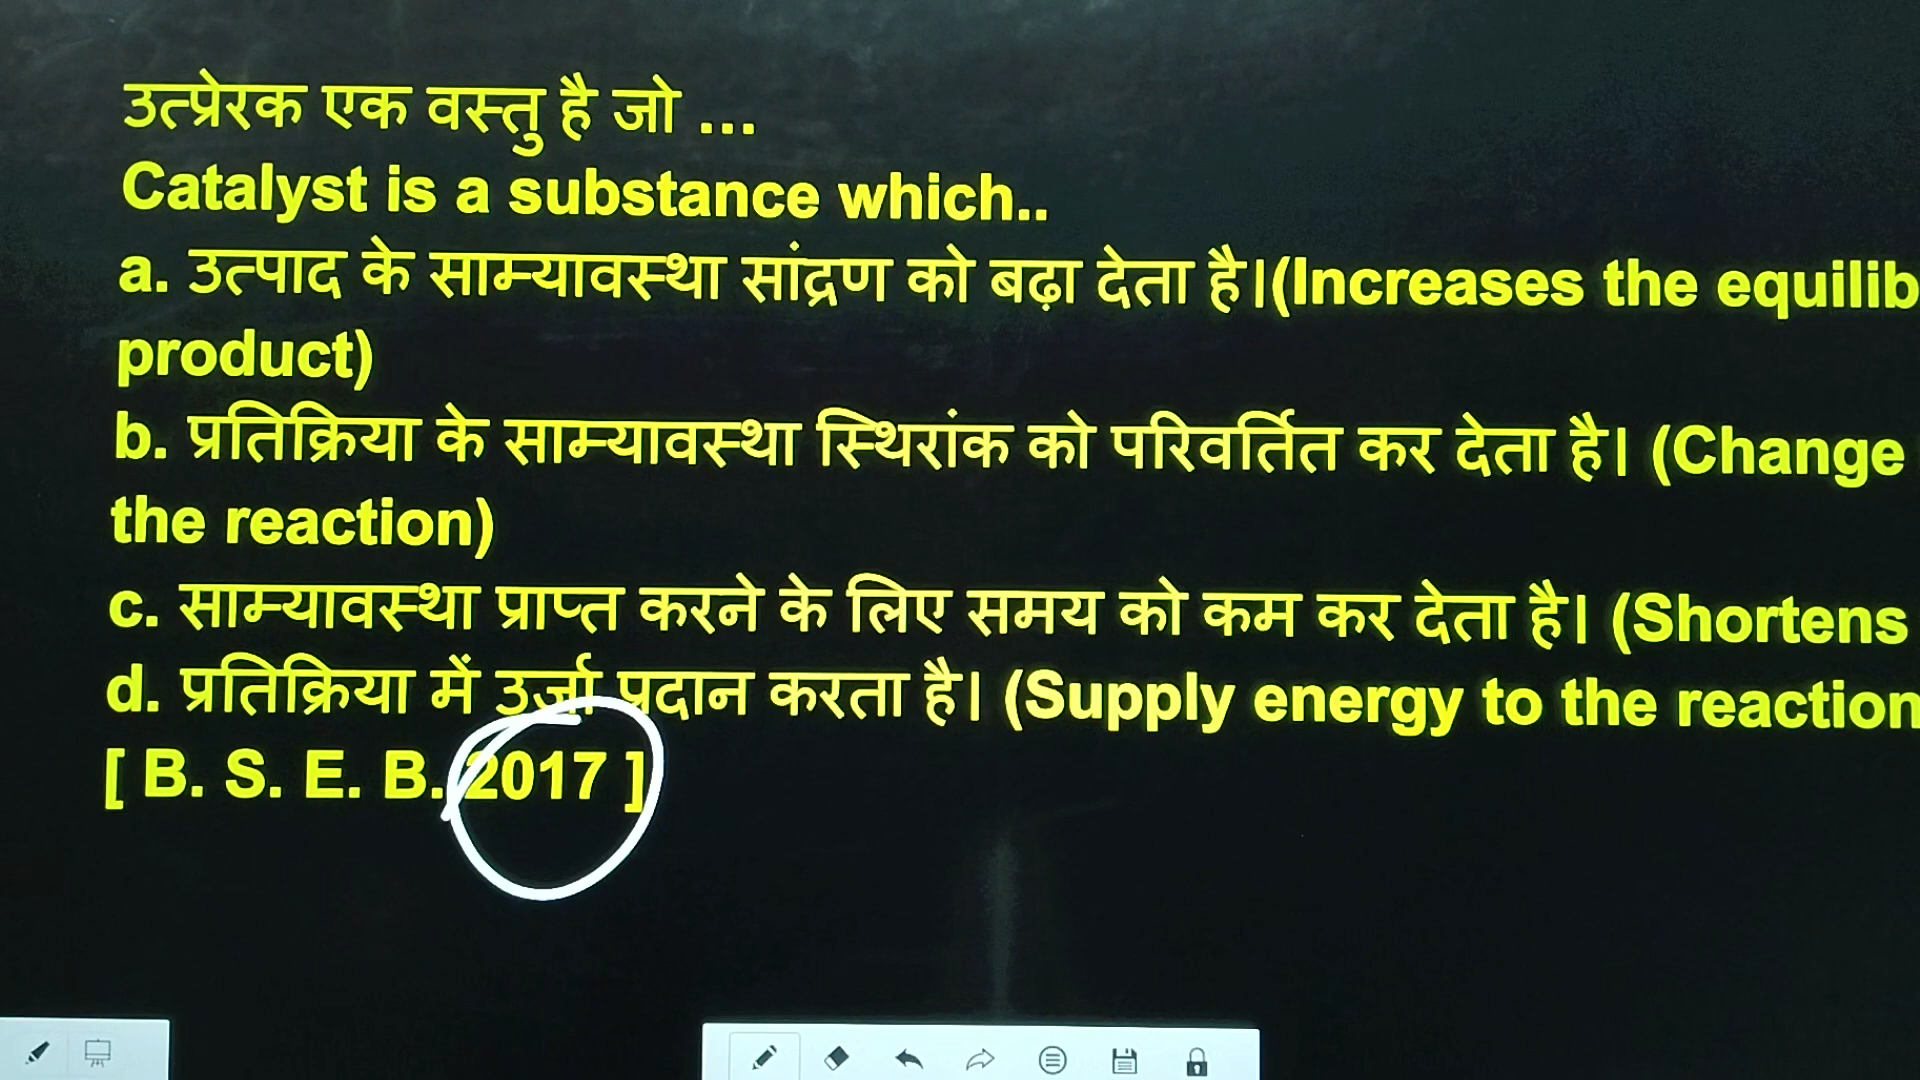 उत्प्रेरक एक वस्तु है जो ...
Catalyst is a substance which..
a. उत्पाद के साम्यावस्था सांद्रण को बढ़ा देता है।(Increases the equilib
product)
b. प्रतिक्रिया के साम्यावस्था स्थिरांक को परिवर्तित कर देता है। (Change
the reaction)
c. साम्यावस्था प्राप्त करने के लिए समय को कम कर देता है। (Shortens
d. प्रतिक्रिया में उर्जा प्रदान करता है। (Supply energy to the reaction
[ B. S. E. B. 2017 ]